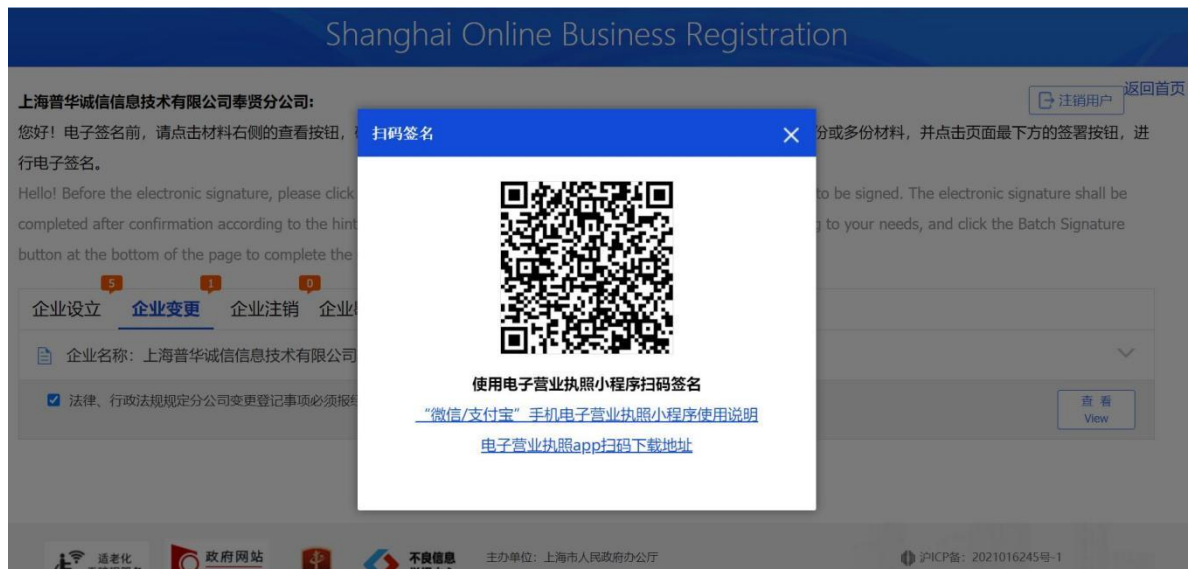 Shanghai Online Business Registration
返回首页
上海普华诚信信息技术有限公司奉贤分公司:
注销用户
您好！电子签名前，请点击材料右侧的查看按钮，
份或多份材料，并点击页面最下方的签署按钮，进
行电子签名。
Hello! Before the electronic signature, please click
to be signed. The electronic signature shall be
completed after confirmation according to the hint
to your needs, and click the Batch Signature
button at the bottom of the page to complete the
扫码签名
使用电子营业执照小程序扫码签名
“微信/支付宝”手机电子营业执照小程序使用说明
电子营业执照app扫码下载地址
5
1
0
企业设立 企业变更 企业注销 企业
企业名称：上海普华诚信信息技术有限公司
法律、行政法规规定分公司变更登记事项必须报
查 看
View
适老化
政府网站
不良信息
主办单位：上海市人民政府办公厅
沪ICP备：2021016245号-1